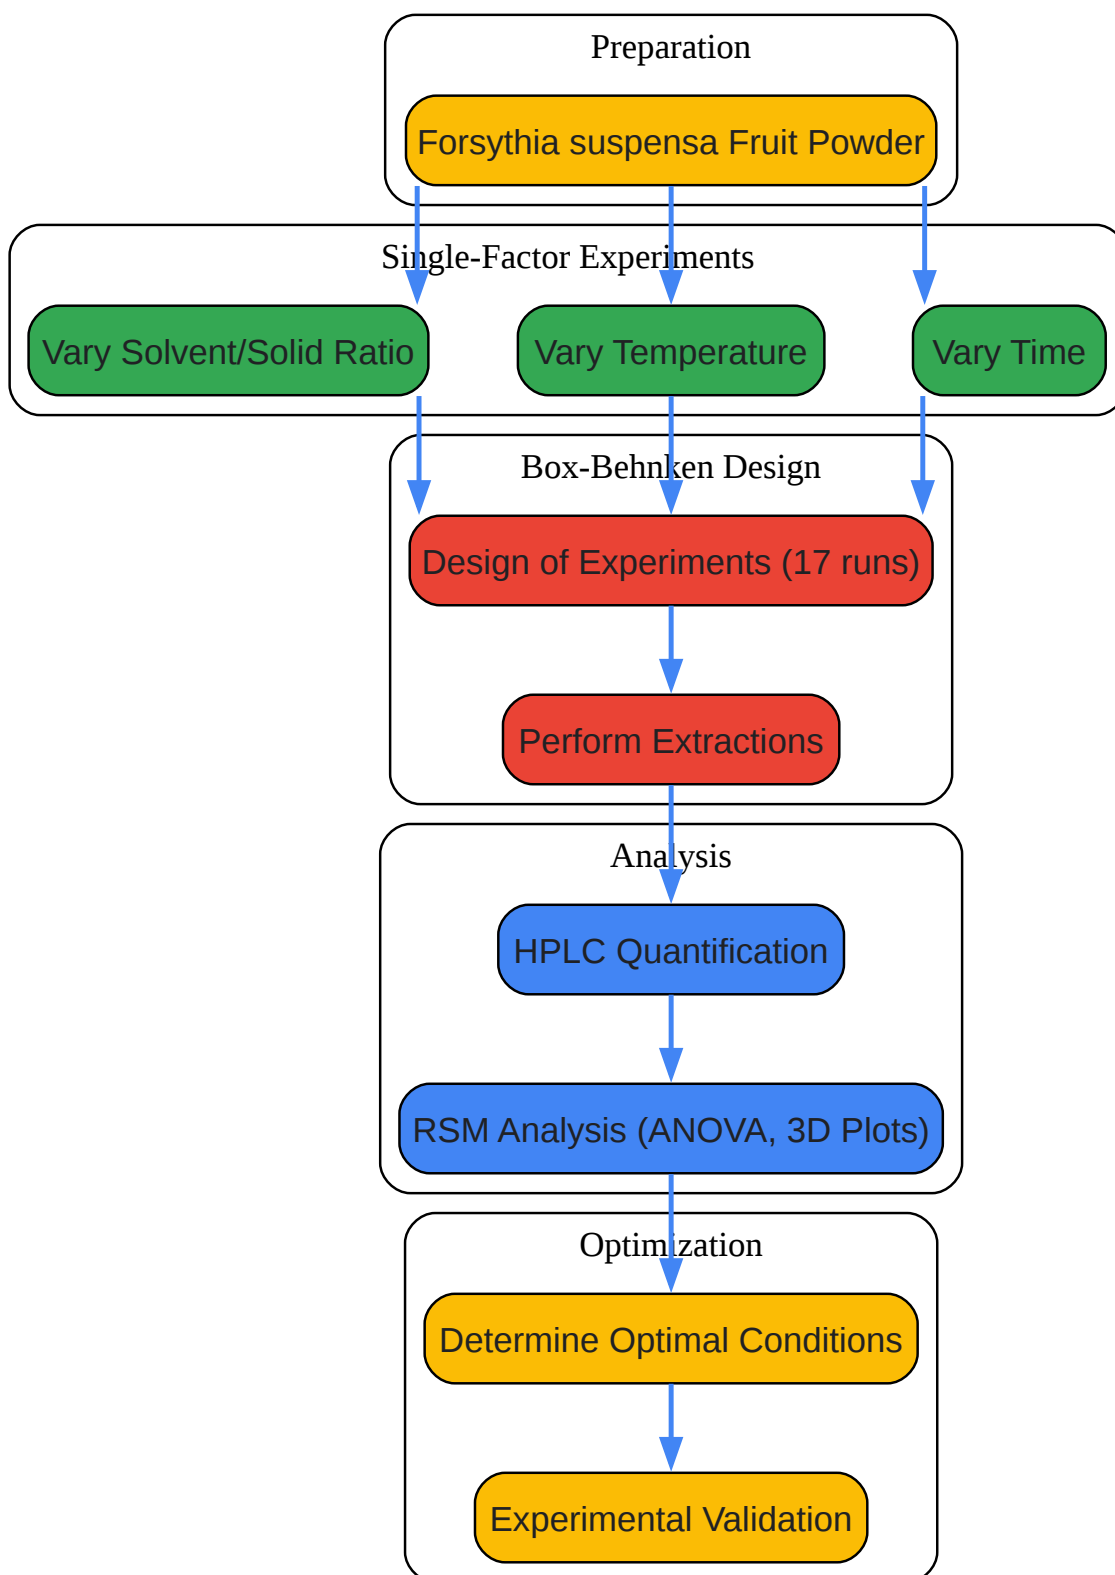 Preparation
Forsythia suspensa Fruit Powder
Single-Factor Experiments
Vary Solvent/Solid Ratio
Vary Temperature
Vary Time
Box-Behnken Design
Design of Experiments (17 runs)
Perform Extractions
Analysis
HPLC Quantification
RSM Analysis (ANOVA, 3D Plots)
Optimization
Determine Optimal Conditions
Experimental Validation